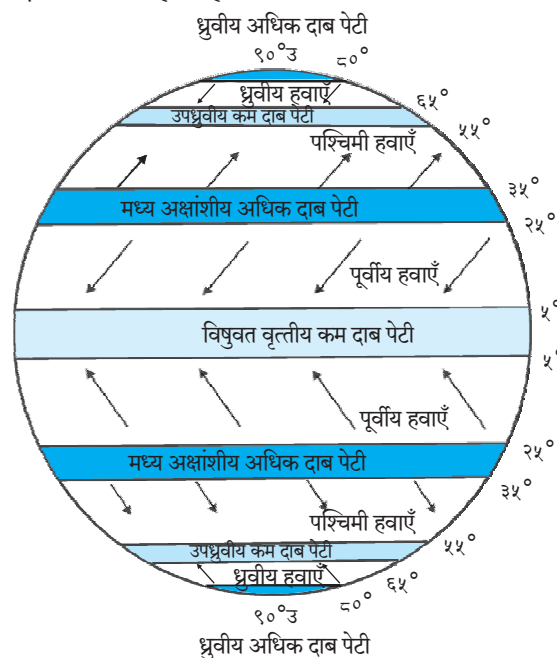 ध्रुवीय अधिक दाब पेटी
९०°उ
८०°
ध्रुवीय हवाएँ
६५°
उपध्रुवीय कम दाब पेटी
५५°
पश्चिमी हवाएँ
३५°
मध्य अक्षांशीय अधिक दाब पेटी
२५°
पूर्वीय हवाएँ
५°
विषुवत वृत्तीय कम दाब पेटी
५°
पूर्वीय हवाएँ
२५°
मध्य अक्षांशीय अधिक दाब पेटी
३५°
पश्चिमी हवाएँ
५५°
उपध्रुवीय कम दाब पेटी
६५°
ध्रुवीय हवाएँ
८०°
९०°उ
ध्रुवीय अधिक दाब पेटी